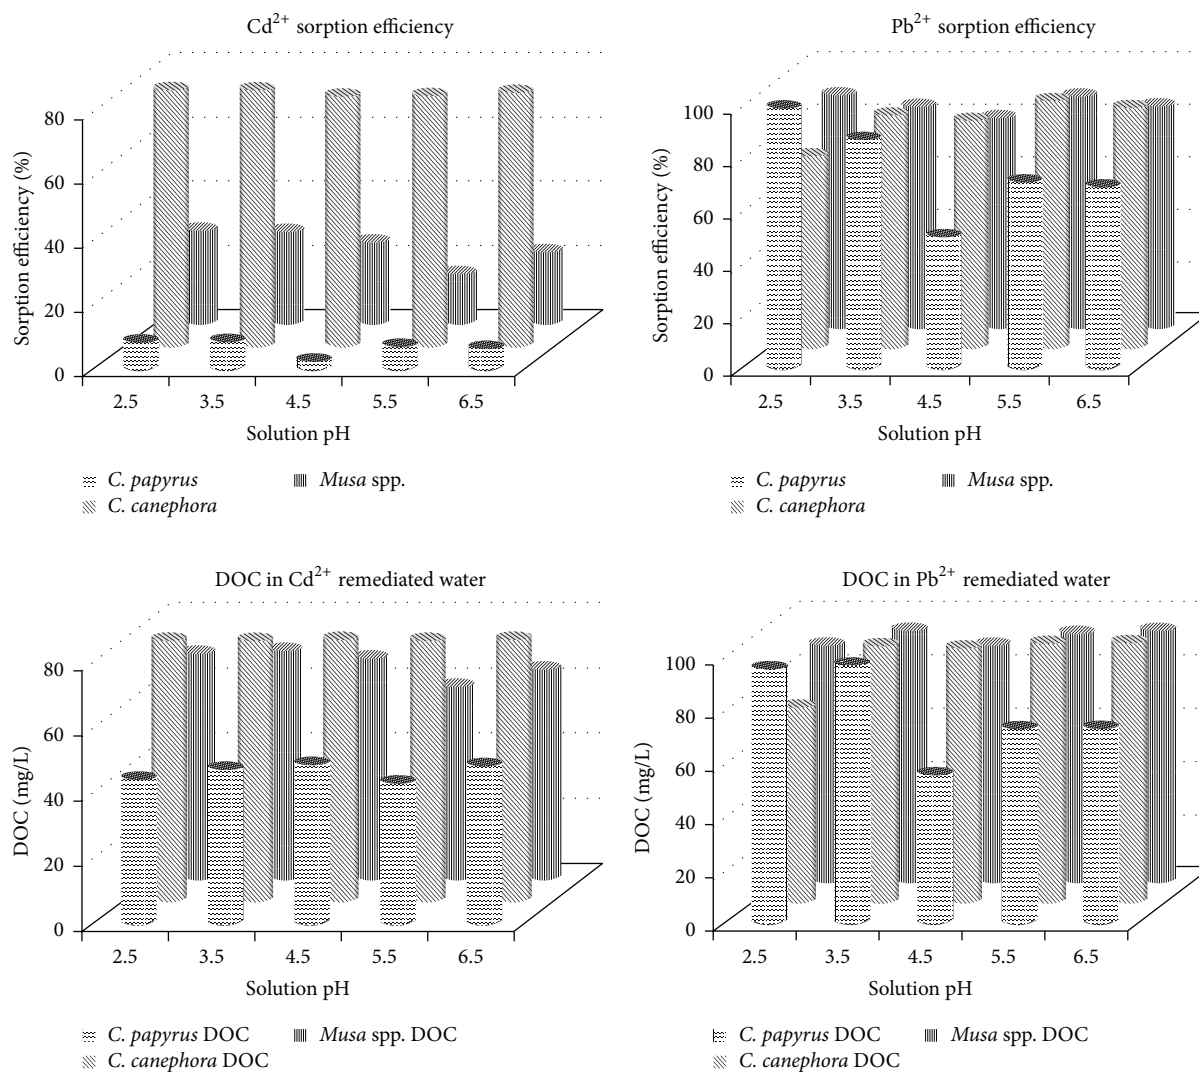 Cd²⁺ sorption efficiency
Sorption efficiency (%)
80
60
40
20
0
2.5 3.5 4.5 5.5 6.5
Solution pH
C. papyrus Musa spp.
C. canephora
Pb²⁺ sorption efficiency
Sorption efficiency (%)
100
80
60
40
20
0
2.5 3.5 4.5 5.5 6.5
Solution pH
C. papyrus Musa spp.
C. canephora
DOC in Cd²⁺ remediated water
DOC (mg/L)
80
60
40
20
0
2.5 3.5 4.5 5.5 6.5
Solution pH
C. papyrus DOC Musa spp. DOC
C. canephora DOC
DOC in Pb²⁺ remediated water
DOC (mg/L)
100
80
60
40
20
0
2.5 3.5 4.5 5.5 6.5
Solution pH
C. papyrus DOC Musa spp. DOC
C. canephora DOC